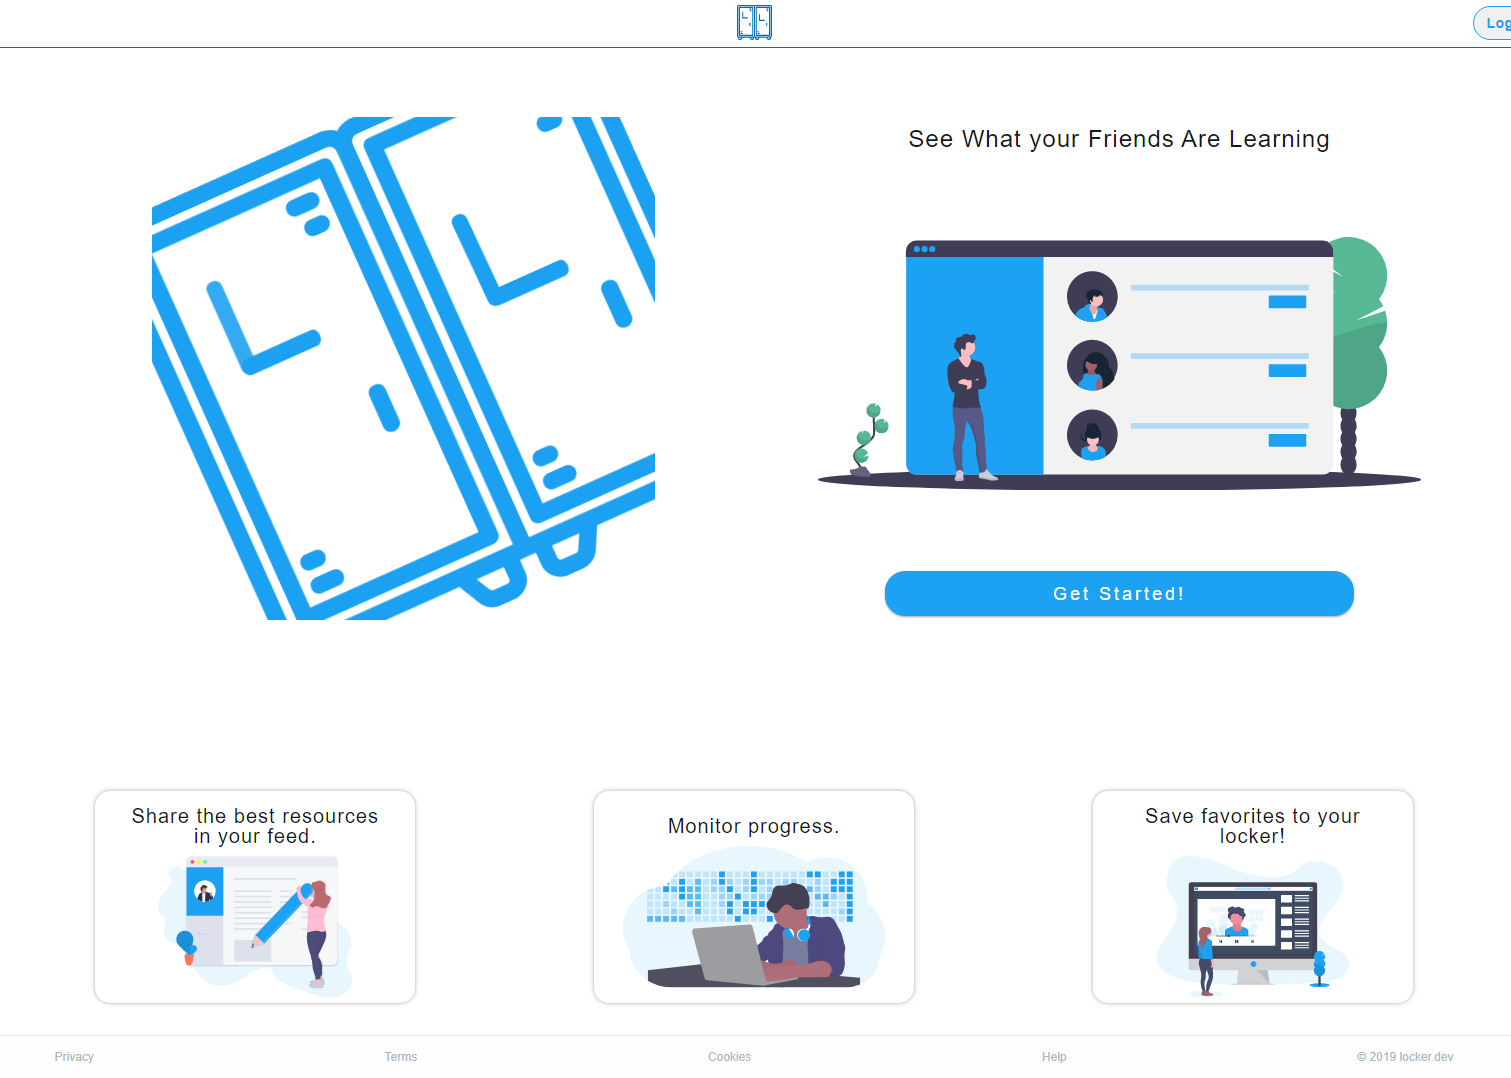 Log
See What your Friends Are Learning
Get Started!
Share the best resources
in your feed.
Monitor progress.
Save favorites to your
locker!
Privacy
Terms
Cookies
Help
© 2019 locker.dev